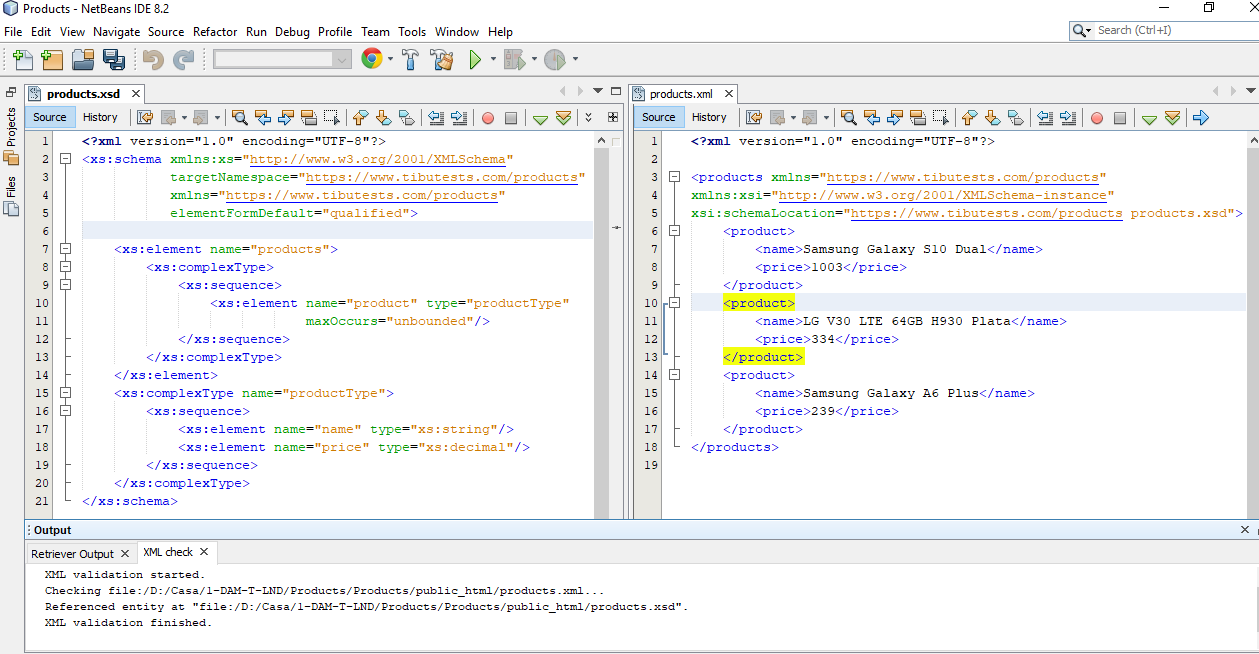 Products - NetBeans IDE 8.2
File Edit View Navigate Source Refactor Run Debug Profile Team Tools Window Help
Search (Ctrl+I)
Projects
Files
products.xsd
Source History
1 <?xml version="1.0" encoding="UTF-8"?>
2 <xs:schema xmlns:xs="http://www.w3.org/2001/XMLSchema"
3 targetNamespace="https://www.tibutests.com/products"
4 xmlns="https://www.tibutests.com/products"
5 elementFormDefault="qualified">
6
7 <xs:element name="products">
8 <xs:complexType>
9 <xs:sequence>
10 <xs:element name="product" type="productType"
11 maxOccurs="unbounded"/>
12 </xs:sequence>
13 </xs:complexType>
14 </xs:element>
15 <xs:complexType name="productType">
16 <xs:sequence>
17 <xs:element name="name" type="xs:string"/>
18 <xs:element name="price" type="xs:decimal"/>
19 </xs:sequence>
20 </xs:complexType>
21 </xs:schema>
products.xml
Source History
1 <?xml version="1.0" encoding="UTF-8"?>
2
3 <products xmlns="https://www.tibutests.com/products"
4 xmlns:xsi="http://www.w3.org/2001/XMLSchema-instance"
5 xsi:schemaLocation="https://www.tibutests.com/products products.xsd">
6 <product>
7 <name>Samsung Galaxy S10 Dual</name>
8 <price>1003</price>
9 </product>
10 <product>
11 <name>LG V30 LTE 64GB H930 Plata</name>
12 <price>334</price>
13 </product>
14 <product>
15 <name>Samsung Galaxy A6 Plus</name>
16 <price>239</price>
17 </product>
18 </products>
19
Output
Retriever Output XML check
XML validation started.
Checking file:/D:/Casa/1-DAM-T-LND/Products/Products/public_html/products.xml...
Referenced entity at "file:/D:/Casa/1-DAM-T-LND/Products/Products/public_html/products.xsd".
XML validation finished.